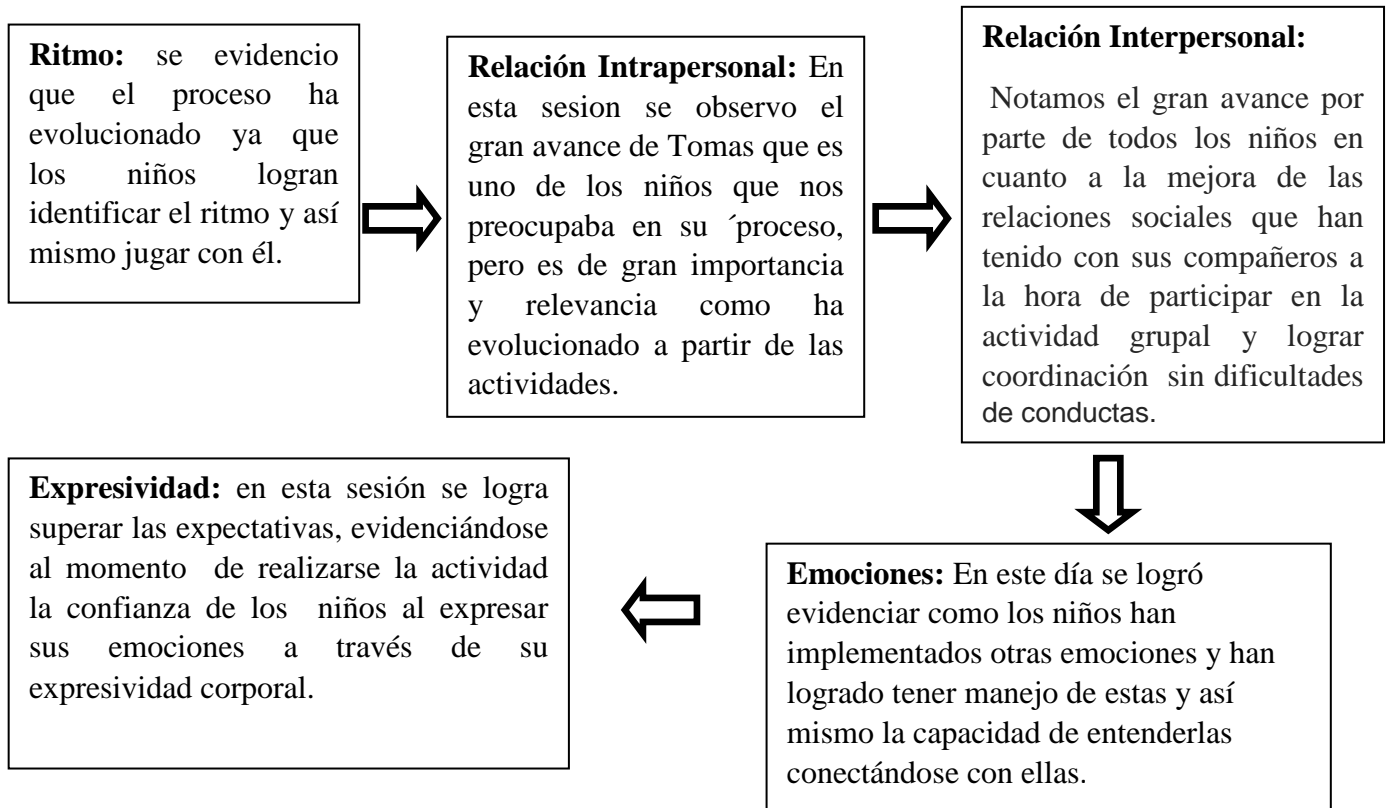 Ritmo: se evidencio
que el proceso ha
evolucionado ya que
los niños logran
identificar el ritmo y así
mismo jugar con él.
Relación Intrapersonal: En
esta sesion se observo el
gran avance de Tomas que es
uno de los niños que nos
preocupaba en su ´proceso,
pero es de gran importancia
y relevancia como ha
evolucionado a partir de las
actividades.
Relación Interpersonal:
Notamos el gran avance por
parte de todos los niños en
cuanto a la mejora de las
relaciones sociales que han
tenido con sus compañeros a
la hora de participar en la
actividad grupal y lograr
coordinación sin dificultades
de conductas.
Emociones: En este día se logró
evidenciar como los niños han
implementados otras emociones y han
logrado tener manejo de estas y así
mismo la capacidad de entenderlas
conectándose con ellas.
Expresividad: en esta sesión se logra
superar las expectativas, evidenciándose
al momento de realizarse la actividad
la confianza de los niños al expresar
sus emociones a través de su
expresividad corporal.